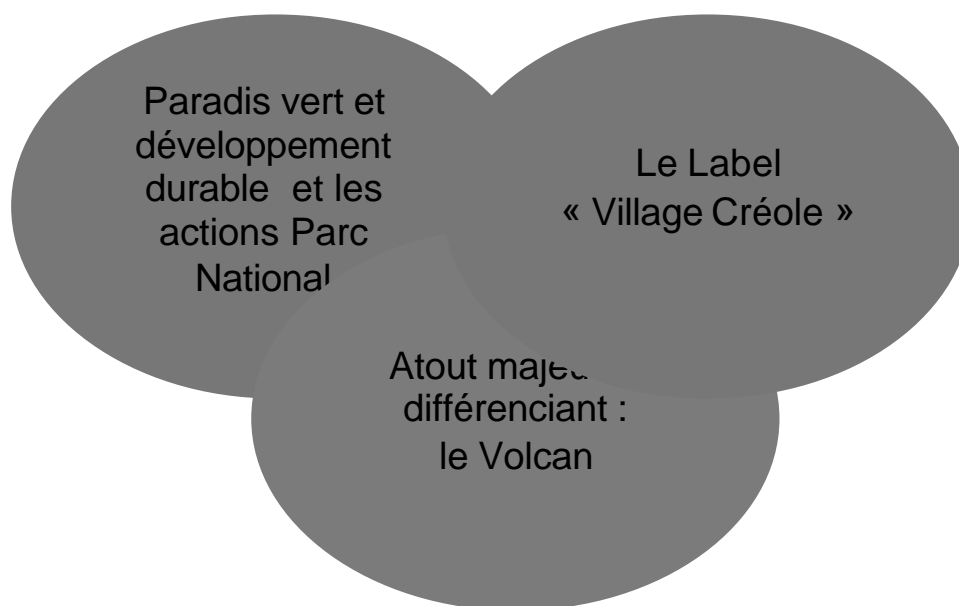 Paradis vert et
développement
durable et les
actions Parc
National
Le Label
« Village Créole »
Atout
différenciant :
le Volcan